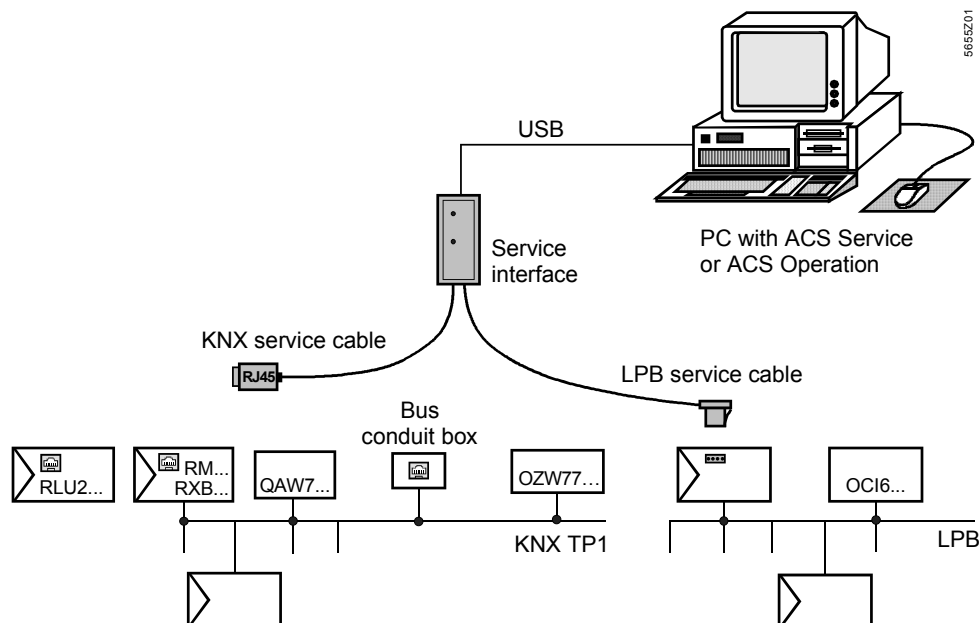 5655Z01
USB
PC with ACS Service
or ACS Operation
Service
interface
KNX service cable
RJ45
LPB service cable
Bus
conduit box
RLU2...
RM...
RXB...
QAW7...
OZW77...
OCI6...
KNX TP1
LPB